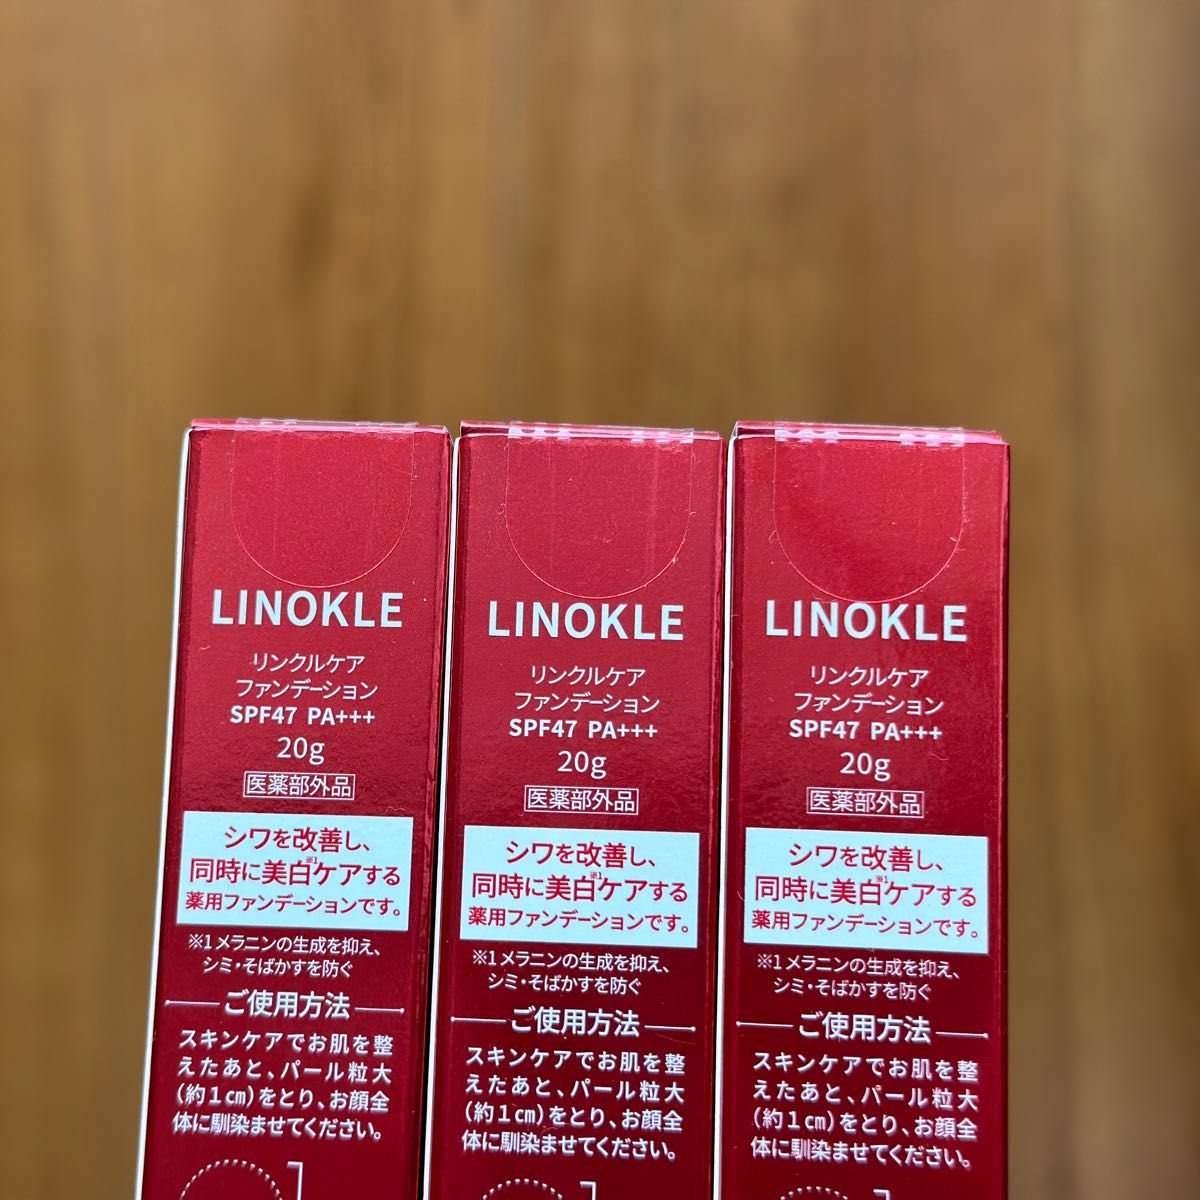 LINOKLE
リンクルケア
ファンデーション
SPF47 PA+++
20g
医薬部外品
シワを改善し、
同時に美白※1ケアする
薬用ファンデーションです。
※1メラニンの生成を抑え、
シミ・そばかすを防ぐ
ご使用方法
スキンケアでお肌を整
えたあと、パール粒大
(約1㎝)をとり、お顔全
体に馴染ませてください。
LINOKLE
リンクルケア
ファンデーション
SPF47 PA+++
20g
医薬部外品
シワを改善し、
同時に美白※1ケアする
薬用ファンデーションです。
※1メラニンの生成を抑え、
シミ・そばかすを防ぐ
ご使用方法
スキンケアでお肌を整
えたあと、パール粒大
(約1㎝)をとり、お顔全
体に馴染ませてください。
LINOKLE
リンクルケア
ファンデーション
SPF47 PA+++
20g
医薬部外品
シワを改善し、
同時に美白※1ケアする
薬用ファンデーションです。
※1メラニンの生成を抑え、
シミ・そばかすを防ぐ
ご使用方法
スキンケアでお肌を整
えたあと、パール粒大
(約1㎝)をとり、お顔全
体に馴染ませてください。